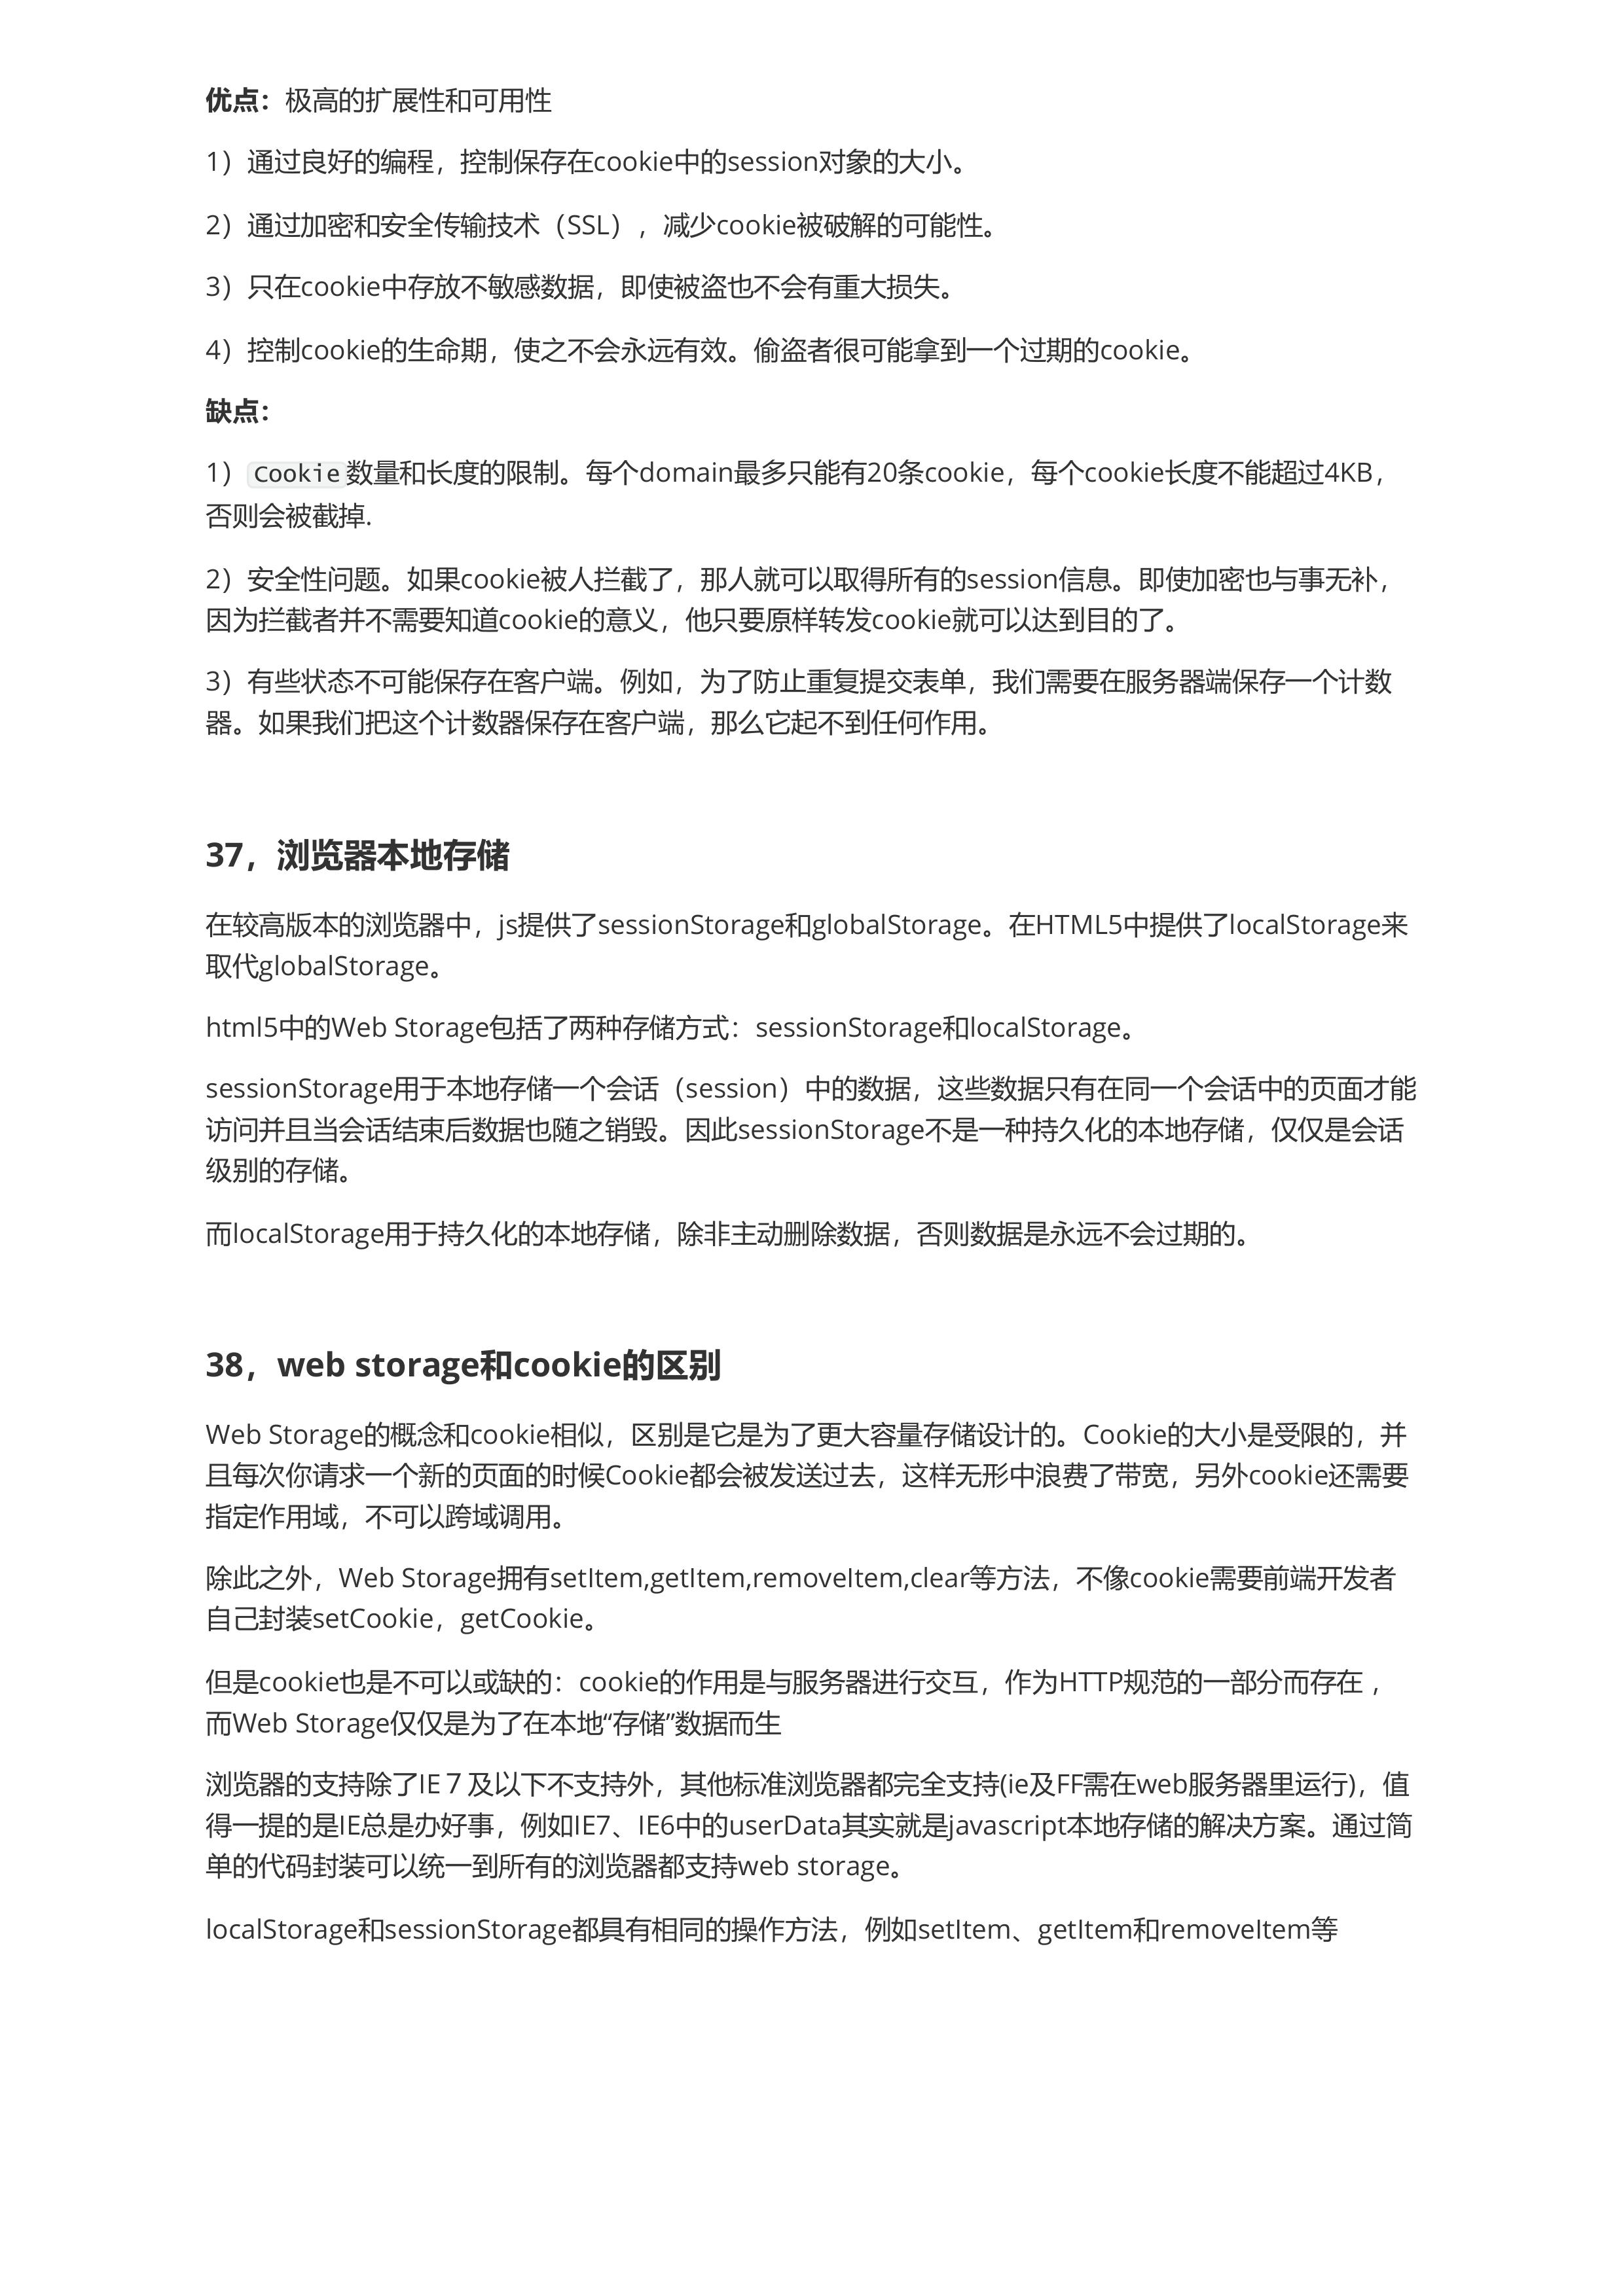 优点：极高的扩展性和可用性
1）通过良好的编程，控制保存在cookie中的session对象的大小。
2）通过加密和安全传输技术（SSL），减少cookie被破解的可能性。
3）只在cookie中存放不敏感数据，即使被盗也不会有重大损失。
4）控制cookie的生命期，使之不会永远有效。偷盗者很可能拿到一个过期的cookie。
缺点：
1）Cookie数量和长度的限制。每个domain最多只能有20条cookie，每个cookie长度不能超过4KB，
否则会被截掉.
2）安全性问题。如果cookie被人拦截了，那人就可以取得所有的session信息。即使加密也与事无补，
因为拦截者并不需要知道cookie的意义，他只要原样转发cookie就可以达到目的了。
3）有些状态不可能保存在客户端。例如，为了防止重复提交表单，我们需要在服务器端保存一个计数
器。如果我们把这个计数器保存在客户端，那么它起不到任何作用。
37，浏览器本地存储
在较高版本的浏览器中，js提供了sessionStorage和globalStorage。在HTML5中提供了localStorage来
取代globalStorage。
html5中的Web Storage包括了两种存储方式：sessionStorage和localStorage。
sessionStorage用于本地存储一个会话（session）中的数据，这些数据只有在同一个会话中的页面才能
访问并且当会话结束后数据也随之销毁。因此sessionStorage不是一种持久化的本地存储，仅仅是会话
级别的存储。
而localStorage用于持久化的本地存储，除非主动删除数据，否则数据是永远不会过期的。
38，web storage和cookie的区别
Web Storage的概念和cookie相似，区别是它是为了更大容量存储设计的。Cookie的大小是受限的，并
且每次你请求一个新的页面的时候Cookie都会被发送过去，这样无形中浪费了带宽，另外cookie还需要
指定作用域，不可以跨域调用。
除此之外，Web Storage拥有setItem,getItem,removeItem,clear等方法，不像cookie需要前端开发者
自己封装setCookie，getCookie。
但是cookie也是不可以或缺的：cookie的作用是与服务器进行交互，作为HTTP规范的一部分而存在 ，
而Web Storage仅仅是为了在本地“存储”数据而生
浏览器的支持除了IE７及以下不支持外，其他标准浏览器都完全支持(ie及FF需在web服务器里运行)，值
得一提的是IE总是办好事，例如IE7、IE6中的userData其实就是javascript本地存储的解决方案。通过简
单的代码封装可以统一到所有的浏览器都支持web storage。
localStorage和sessionStorage都具有相同的操作方法，例如setItem、getItem和removeItem等